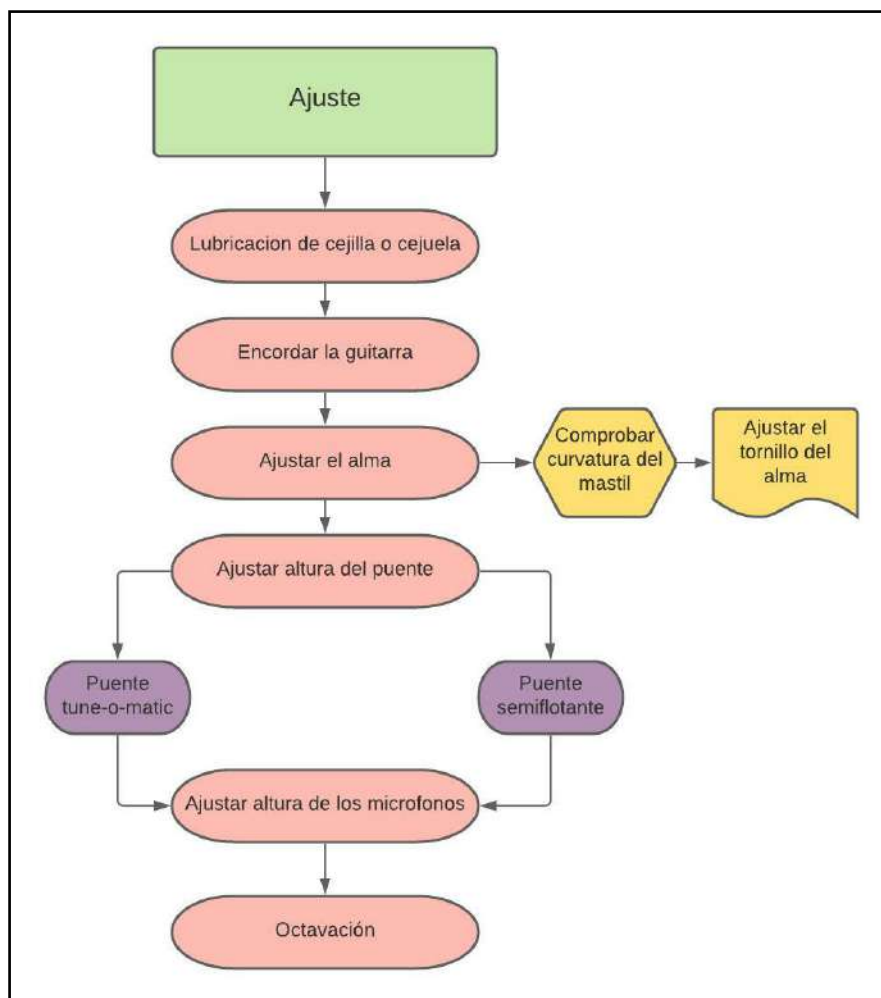 Ajuste
Lubricacion de cejilla o cejuela
Encordar la guitarra
Ajustar el alma
Comprobar
curvatura del
mastil
Ajustar el
tornillo del
alma
Ajustar altura del puente
Puente
tune-o-matic
Puente
semiflotante
Ajustar altura de los microfonos
Octavación